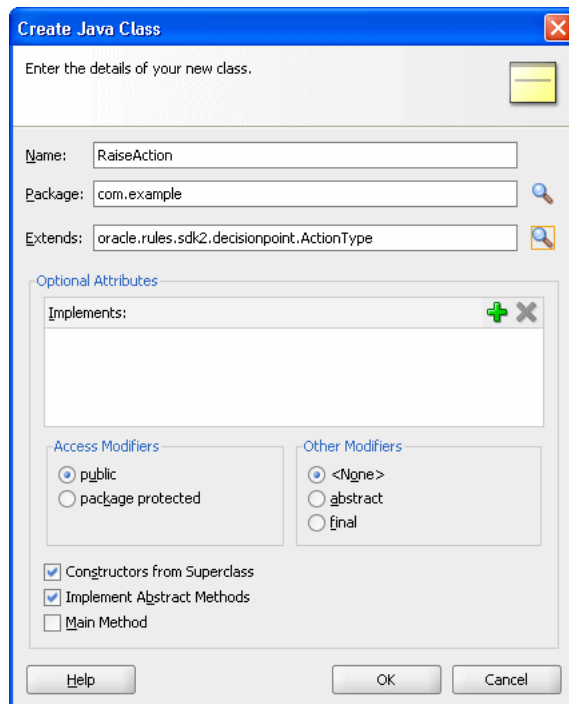 Create Java Class
Enter the details of your new class.
Name: RaiseAction
Package: com.example
Extends: oracle.rules.sdk2.decisionpoint.ActionType
Optional Attributes
Implements:
Access Modifiers Other Modifiers
public <None>
package protected abstract
final
Constructors from Superclass
Implement Abstract Methods
Main Method
Help OK Cancel